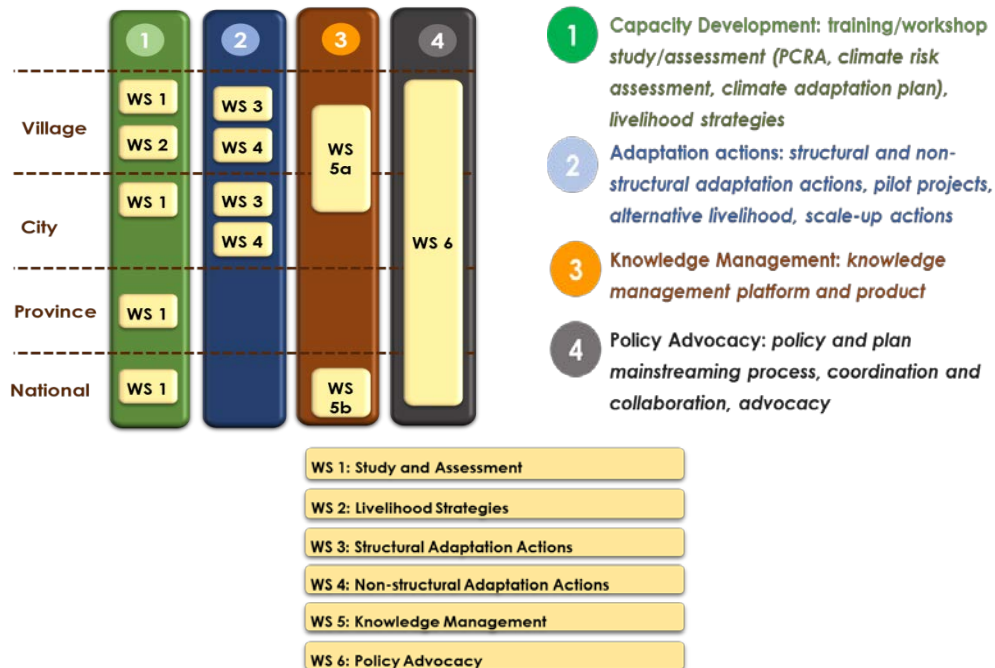 1
2
3
4
Village
WS 1
WS 2
WS 3
WS 4
WS
5a
City
WS 1
WS 3
WS 4
WS 6
Province
WS 1
National
WS 1
WS
5b
1
Capacity Development: training/workshop
study/assessment (PCRA, climate risk
assessment, climate adaptation plan),
livelihood strategies
2
Adaptation actions: structural and non-
structural adaptation actions, pilot projects,
alternative livelihood, scale-up actions
3
Knowledge Management: knowledge
management platform and product
4
Policy Advocacy: policy and plan
mainstreaming process, coordination and
collaboration, advocacy
WS 1: Study and Assessment
WS 2: Livelihood Strategies
WS 3: Structural Adaptation Actions
WS 4: Non-structural Adaptation Actions
WS 5: Knowledge Management
WS 6: Policy Advocacy